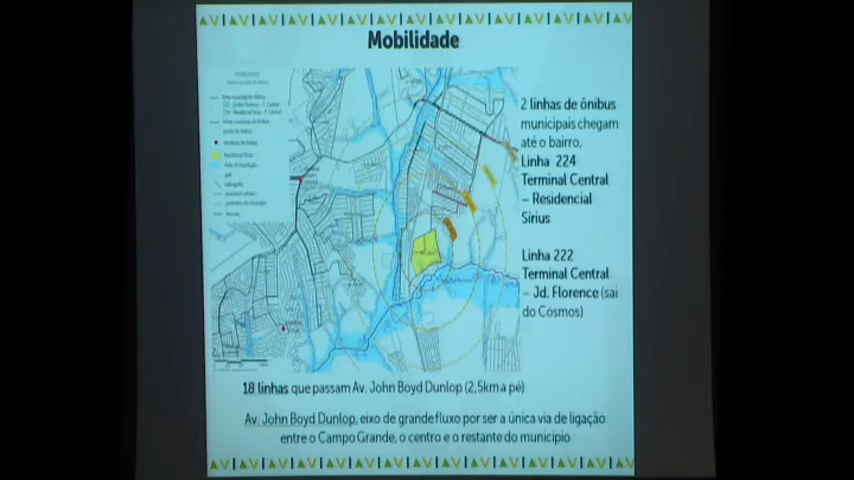 Mobilidade
2 linhas de ônibus
municipais chegam
até o bairro,
Linha 224
Terminal Central
– Residencial
Sírius
Linha 222
Terminal Central
– Jd. Florence (sai
do Cosmos)
18 linhas que passam Av. John Boyd Dunlop (2,5km a pé)
Av. John Boyd Dunlop, eixo de grande fluxo por ser a única via de ligação
entre o Campo Grande, o centro e o restante do município